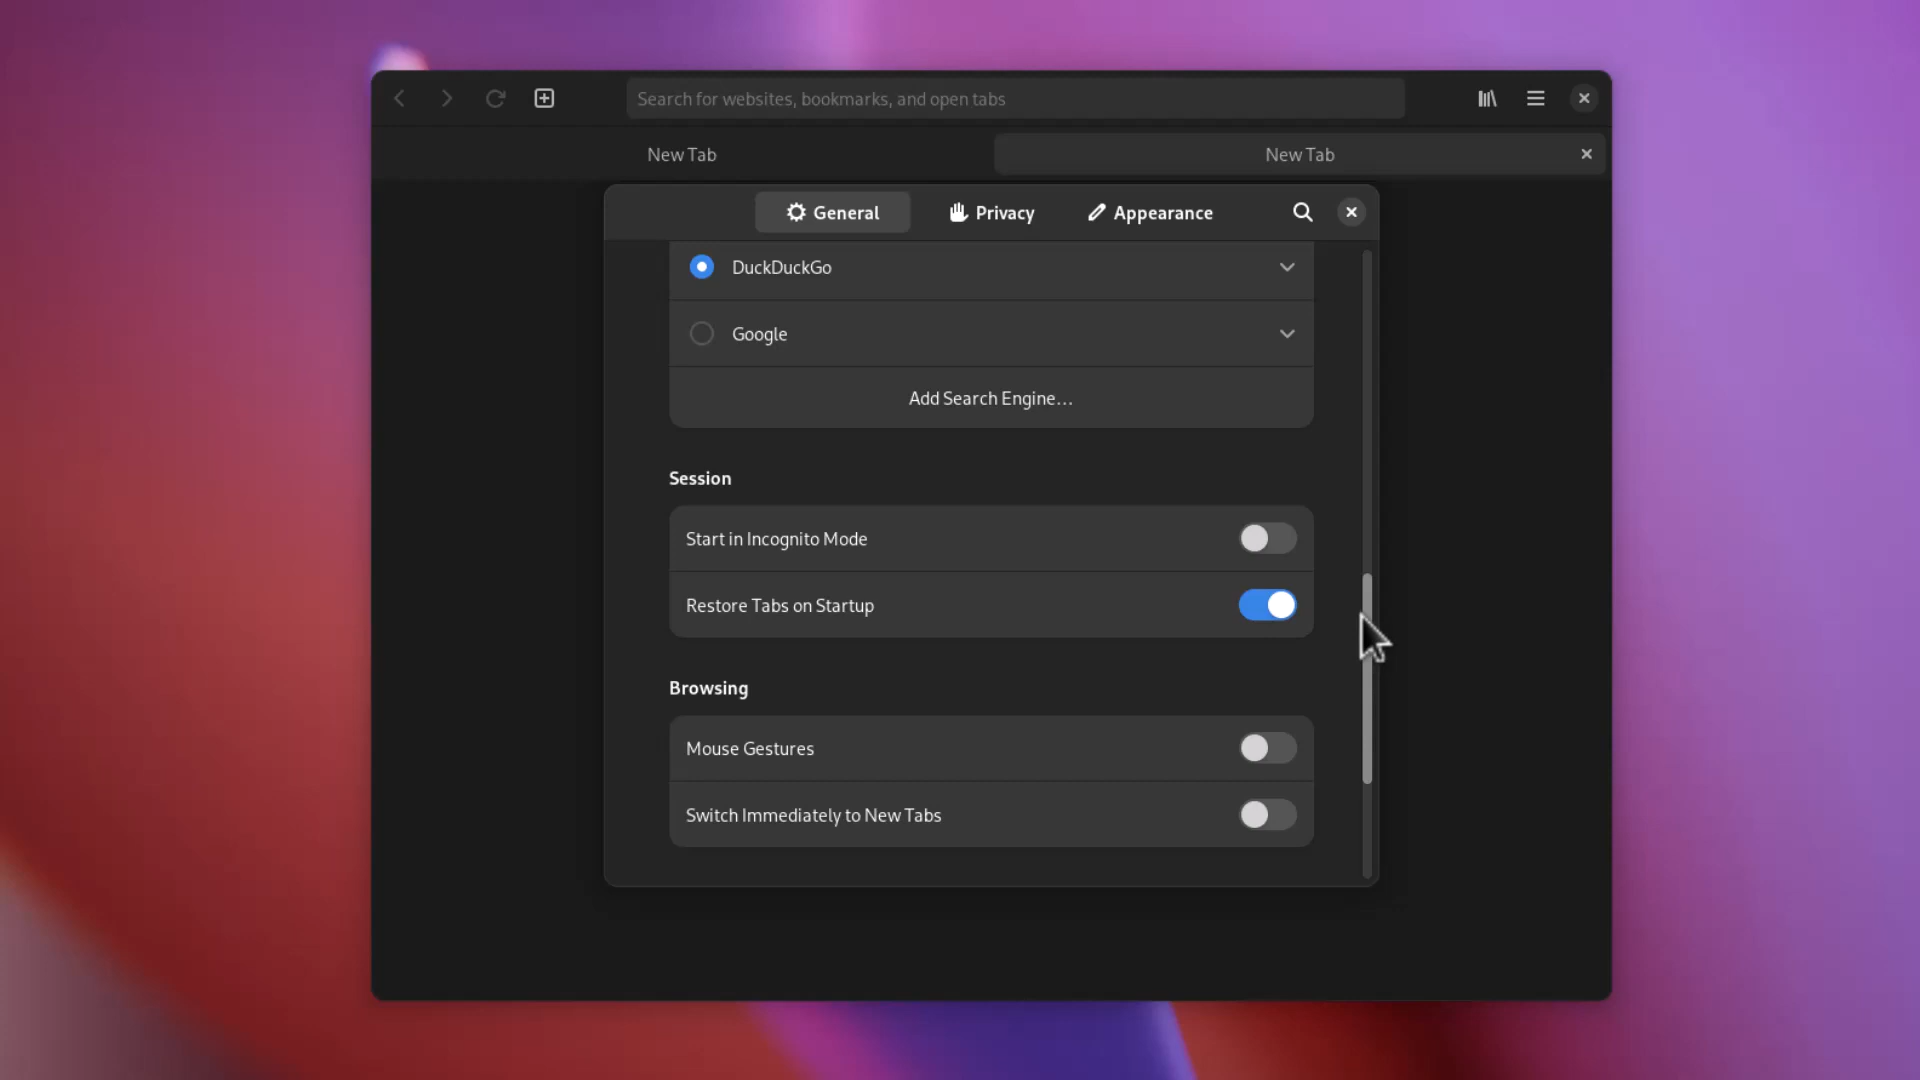 Search for websites, bookmarks, and open tabs
New Tab
New Tab
General
Privacy
Appearance
DuckDuckGo
Google
Add Search Engine…
Session
Start in Incognito Mode
Restore Tabs on Startup
Browsing
Mouse Gestures
Switch Immediately to New Tabs